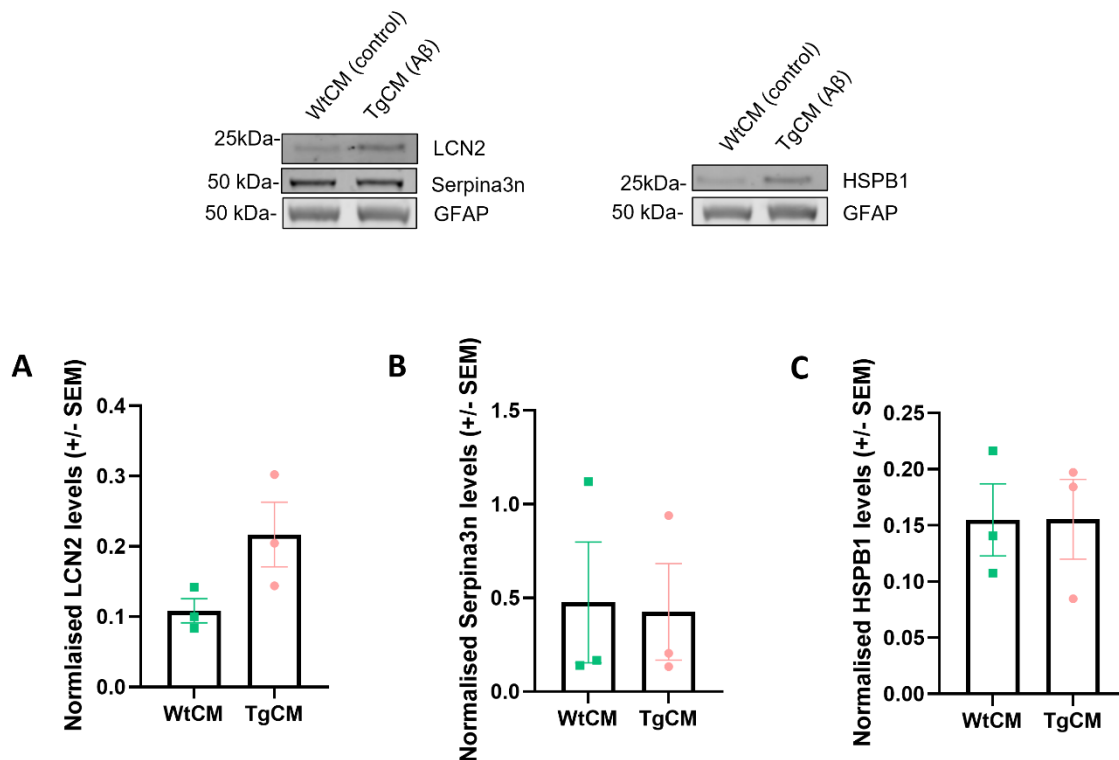 WtCM (control)
TgCM (Aβ)
25kDa-
LCN2
50 kDa-
Serpina3n
50 kDa-
GFAP
WtCM (control)
TgCM (Aβ)
25kDa-
HSPB1
50 kDa-
GFAP
A
Normlaised LCN2 levels (+/- SEM)
0.4
0.3
0.2
0.1
0.0
WtCM TgCM
B
Normalised Serpina3n levels (+/- SEM)
1.5
1.0
0.5
0.0
WtCM TgCM
C
Normalised HSPB1 levels (+/- SEM)
0.25
0.20
0.15
0.10
0.05
0.00
WtCM TgCM